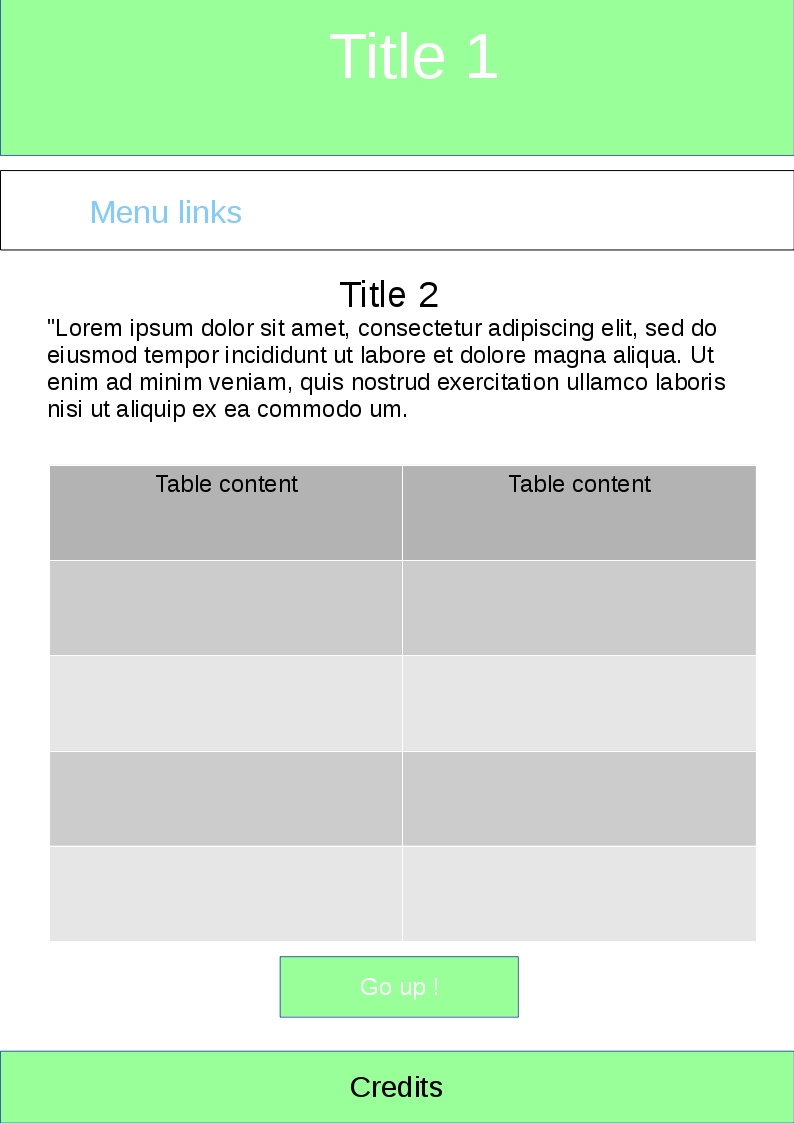 Title 1
Menu links
Title 2
"Lorem ipsum dolor sit amet, consectetur adipiscing elit, sed do
eiusmod tempor incididunt ut labore et dolore magna aliqua. Ut
enim ad minim veniam, quis nostrud exercitation ullamco laboris
nisi ut aliquip ex ea commodo um.
Table content
Table content
Go up !
Credits